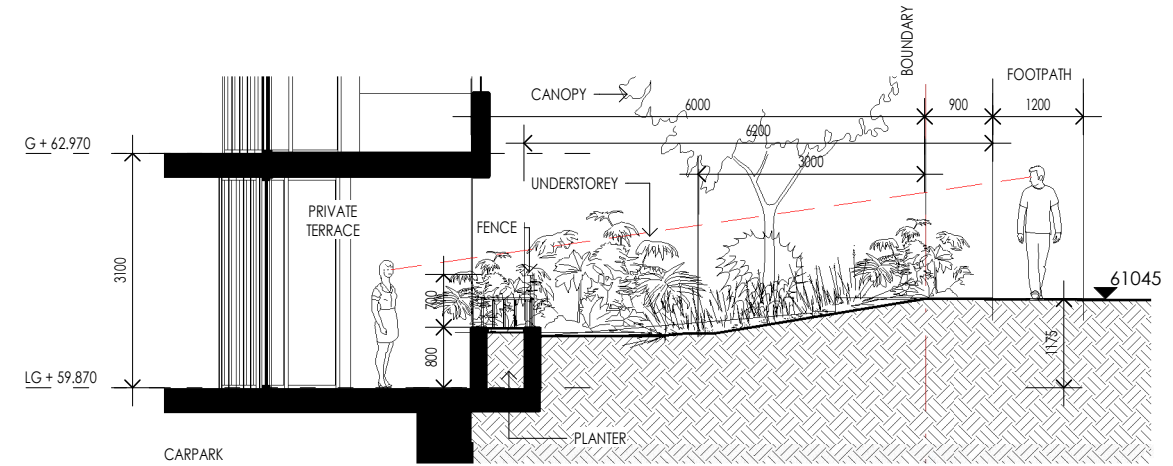 BOUNDARY
FOOTPATH
CANOPY
6000
900
1200
G + 62.970
6200
3000
UNDERSTOREY
PRIVATE
TERRACE
FENCE
3100
700
61045
800
1175
LG + 59.870
PLANTER
CARPARK